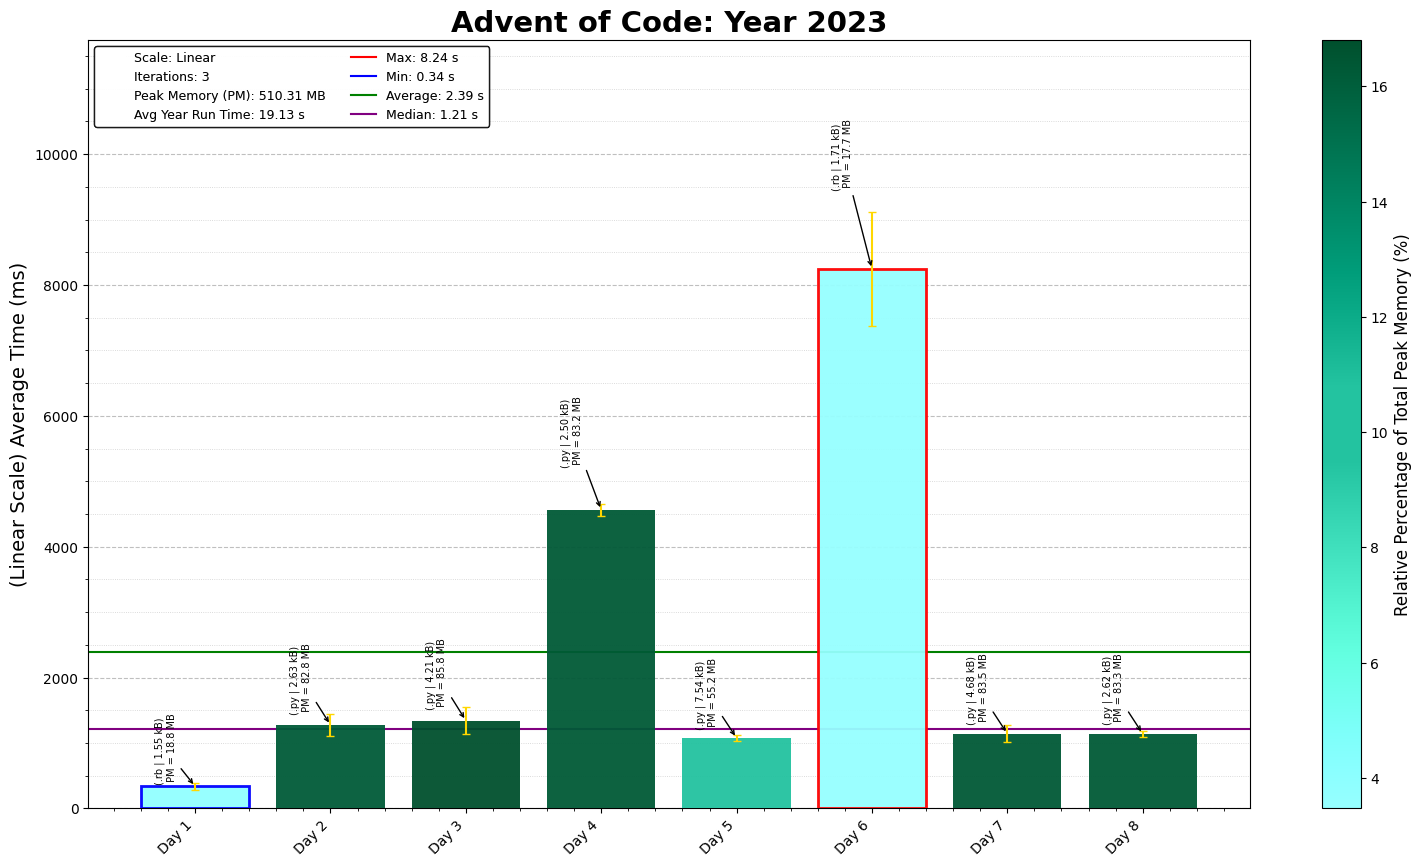 Advent of Code: Year 2023
Scale: Linear
Iterations: 3
Peak Memory (PM): 510.31 MB
Avg Year Run Time: 19.13 s
Max: 8.24 s
Min: 0.34 s
Average: 2.39 s
Median: 1.21 s
(Linear Scale) Average Time (ms)
10000
8000
6000
4000
2000
0
(.rb | 1.55 kB)
PM = 18.8 MB
(.py | 2.63 kB)
PM = 82.8 MB
(.py | 4.21 kB)
PM = 85.8 MB
(.py | 2.50 kB)
PM = 83.2 MB
(.py | 7.54 kB)
PM = 55.2 MB
(.rb | 1.71 kB)
PM = 17.7 MB
(.py | 4.68 kB)
PM = 83.5 MB
(.py | 2.62 kB)
PM = 83.3 MB
Day 1
Day 2
Day 3
Day 4
Day 5
Day 6
Day 7
Day 8
16
14
12
10
8
6
4
Relative Percentage of Total Peak Memory (%)